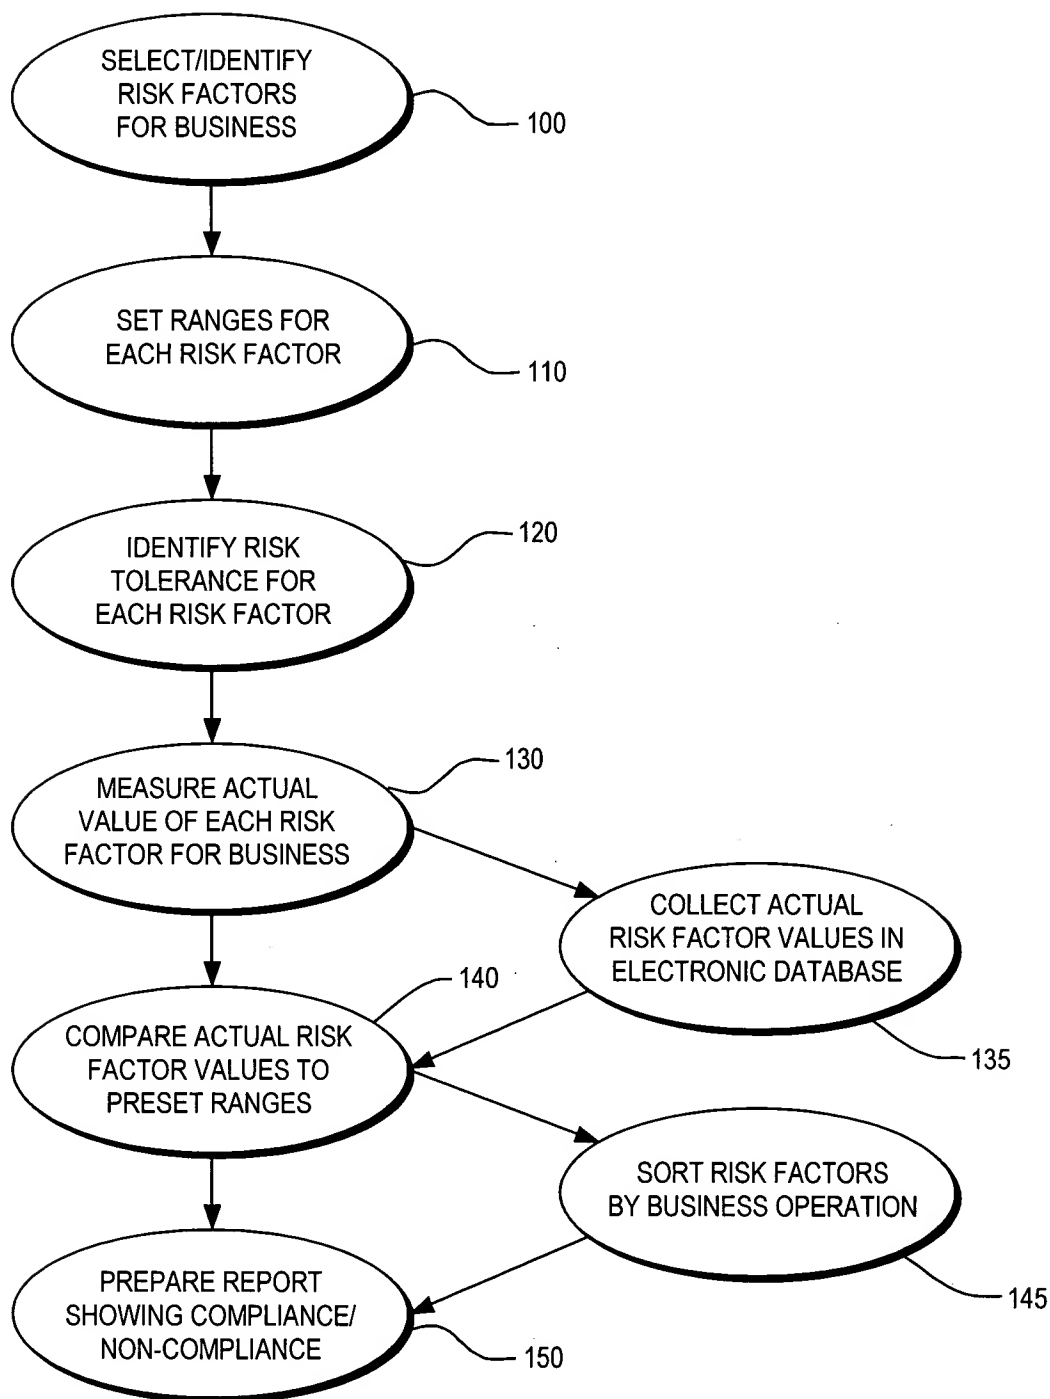 SELECT/IDENTIFY
RISK FACTORS
FOR BUSINESS
100
SET RANGES FOR
EACH RISK FACTOR
110
120
IDENTIFY RISK
TOLERANCE FOR
EACH RISK FACTOR
130
MEASURE ACTUAL
VALUE OF EACH RISK
FACTOR FOR BUSINESS
COLLECT ACTUAL
RISK FACTOR VALUES IN
ELECTRONIC DATABASE
135
140
COMPARE ACTUAL RISK
FACTOR VALUES TO
PRESET RANGES
SORT RISK FACTORS
BY BUSINESS OPERATION
145
PREPARE REPORT
SHOWING COMPLIANCE/
NON-COMPLIANCE
150